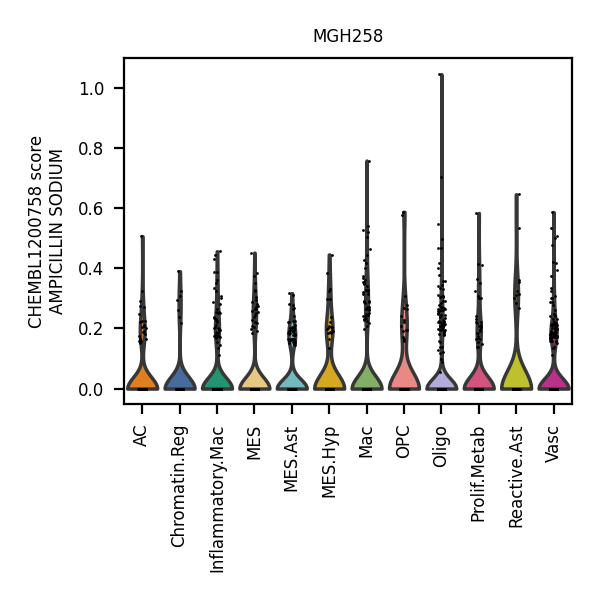 MGH258
CHEMBL1200758 score
AMPICILLIN SODIUM
1.0
0.8
0.6
0.4
0.2
0.0
AC
Chromatin.Reg
Inflammatory.Mac
MES
MES.Ast
MES.Hyp
Mac
OPC
Oligo
Prolif.Metab
Reactive.Ast
Vasc